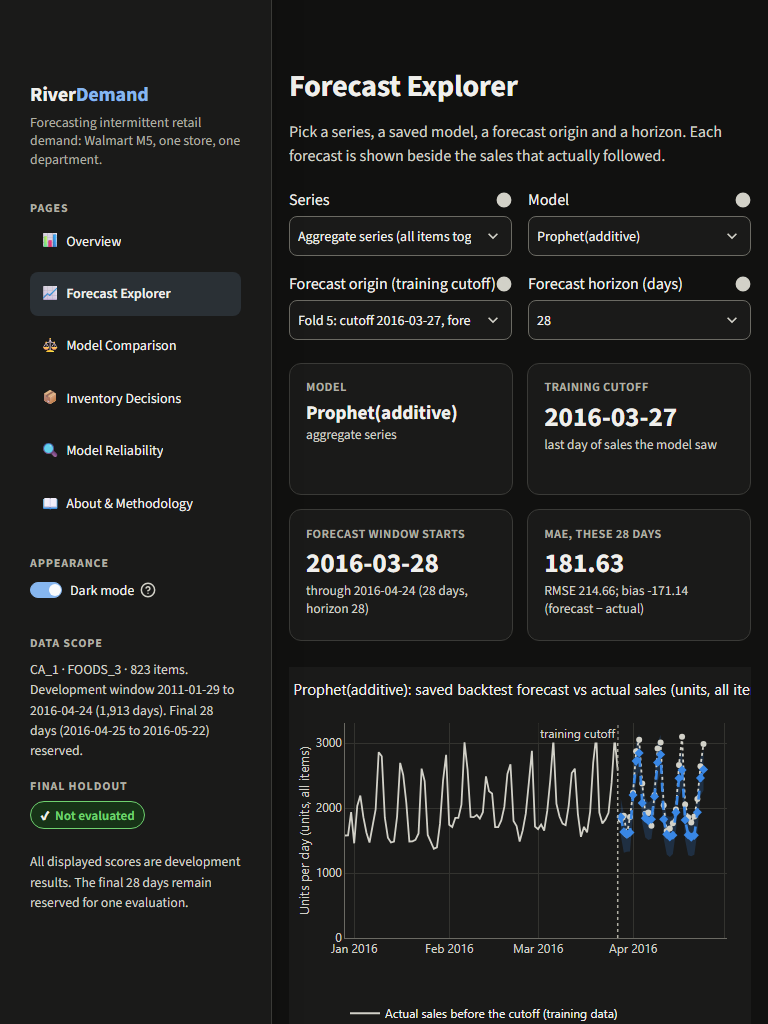 RiverDemand
Forecasting intermittent retail
demand: Walmart M5, one store, one
department.
PAGES
Overview
Forecast Explorer
Model Comparison
Inventory Decisions
Model Reliability
About & Methodology
APPEARANCE
Dark mode
DATA SCOPE
CA_1 · FOODS_3 · 823 items.
Development window 2011-01-29 to
2016-04-24 (1,913 days). Final 28
days (2016-04-25 to 2016-05-22)
reserved.
FINAL HOLDOUT
✓ Not evaluated
All displayed scores are development
results. The final 28 days remain
reserved for one evaluation.
Forecast Explorer
Pick a series, a saved model, a forecast origin and a horizon. Each
forecast is shown beside the sales that actually followed.
Series
Aggregate series (all items tog
Model
Prophet(additive)
Forecast origin (training cutoff)
Fold 5: cutoff 2016-03-27, fore
Forecast horizon (days)
28
MODEL
Prophet(additive)
aggregate series
TRAINING CUTOFF
2016-03-27
last day of sales the model saw
FORECAST WINDOW STARTS
2016-03-28
through 2016-04-24 (28 days,
horizon 28)
MAE, THESE 28 DAYS
181.63
RMSE 214.66; bias -171.14
(forecast − actual)
Prophet(additive): saved backtest forecast vs actual sales (units, all ite
training cutoff
Units per day (units, all items)
3000
2000
1000
0
Jan 2016
Feb 2016
Mar 2016
Apr 2016
Actual sales before the cutoff (training data)